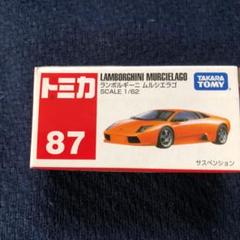 トミカ
87
LAMBORGHINI MURCIELAGO
ランボルギーニ ムルシエラゴ
SCALE 1/62
TAKARA
TOMY
サスペンション